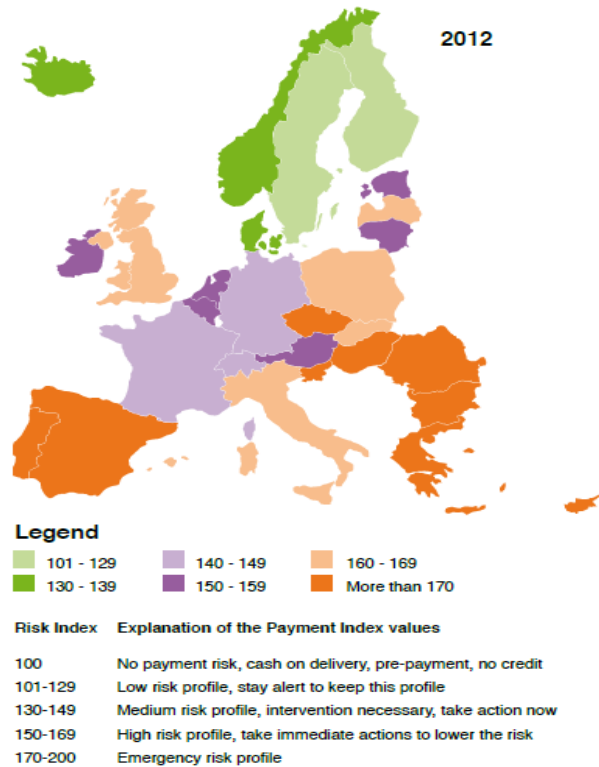 2012
Legend
101 - 129 140 - 149 160 - 169
130 - 139 150 - 159 More than 170
Risk Index Explanation of the Payment Index values
100 No payment risk, cash on delivery, pre-payment, no credit
101-129 Low risk profile, stay alert to keep this profile
130-149 Medium risk profile, intervention necessary, take action now
150-169 High risk profile, take immediate actions to lower the risk
170-200 Emergency risk profile